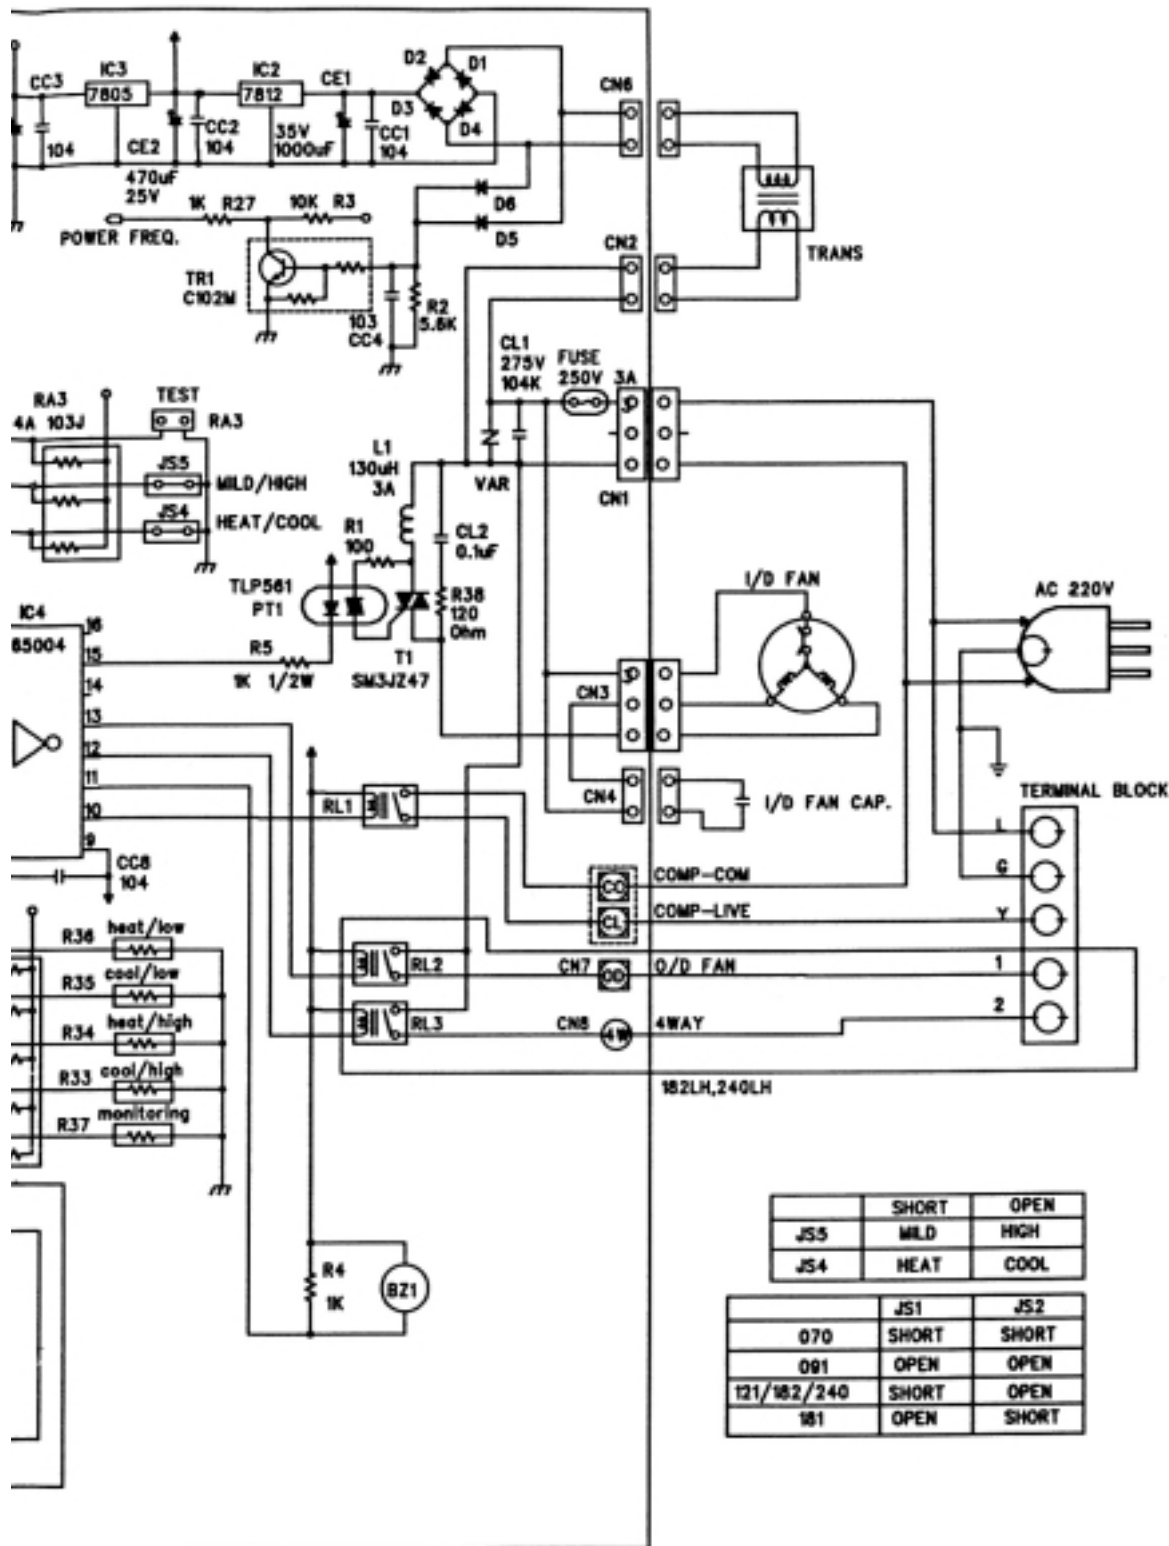 D2
D1
IC3
IC2
CE1
CC3
7805
7812
D3
D4
CN6
CC2
104
35V
1000uF
CC1
104
104
CE2
470uF
25V
1K R27
10K R3
D6
D5
POWER FREQ.
CN2
TRANS
TR1
C102M
R2
5.6K
103
CC4
CL1
275V
104K
FUSE
250V
3A
3
RA3
4A 103J
TEST
RA3
L1
130uH
3A
VAR
CN1
JS5
MILD/HIGH
JS4
HEAT/COOL
R1
100
CL2
0.1uF
I/D FAN
AC 220V
TLP561
PT1
R38
120
Ohm
IC4
65004
16
15
14
13
12
11
10
9
R5
1K 1/2W
T1
SM3JZ47
CN3
3
RL1
CN4
I/D FAN CAP.
TERMINAL BLOCK
L
G
Y
1
2
CC8
104
CC
COMP-COM
CL
COMP-LIVE
R36
heat/low
R35
cool/low
R34
heat/high
R33
cool/high
R37
monitoring
RL2
CN7
OD
O/D FAN
RL3
CN8
4W
4WAY
182LH,240LH
R4
1K
BZ1
SHORT OPEN
JS5 MILD HIGH
JS4 HEAT COOL
JS1 JS2
070 SHORT SHORT
091 OPEN OPEN
121/182/240 SHORT OPEN
181 OPEN SHORT